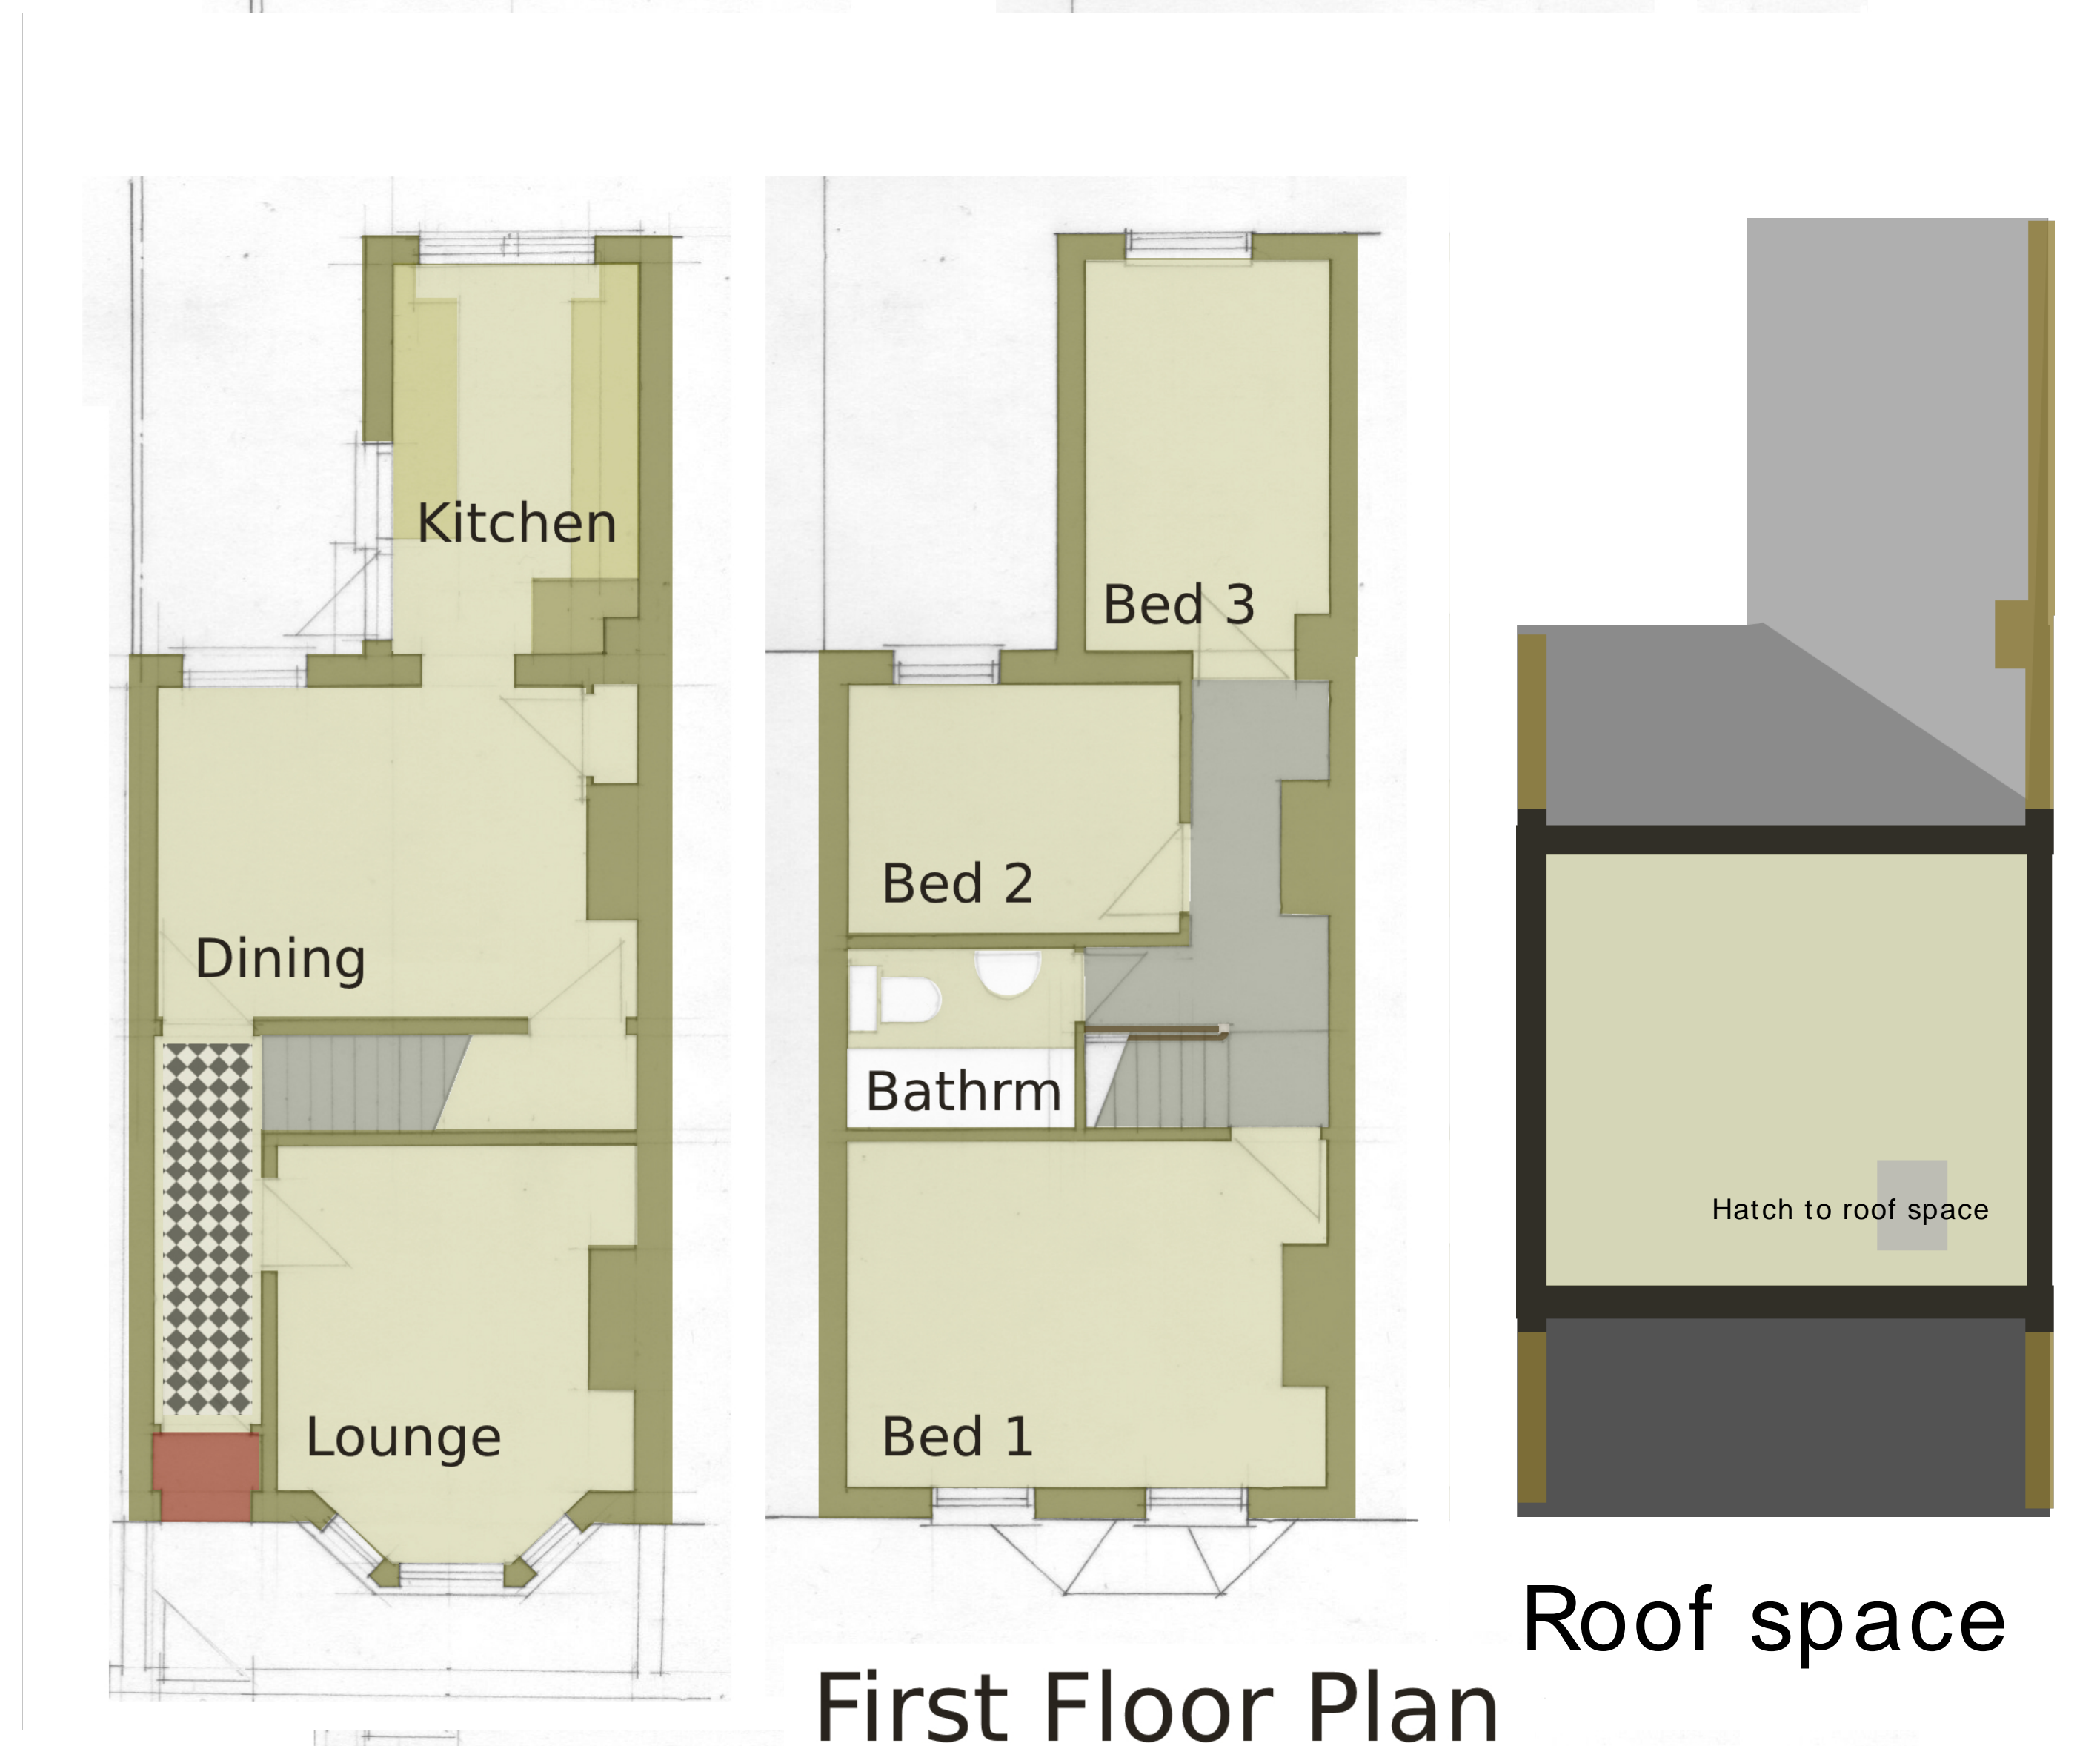 Kitchen
Dining
Lounge
Bed 3
Bed 2
Bathrm
Bed 1
First Floor Plan
Hatch to roof space
Roof space